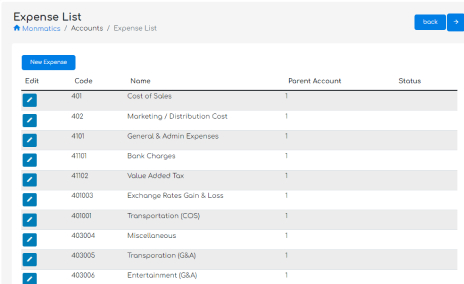 Expense List
Monmatics / Accounts / Expense List
back
New Expense
Edit Code Name Parent Account Status
401 Cost of Sales 1
402 Marketing / Distribution Cost 1
4101 General & Admin Expenses 1
41101 Bank Charges 1
41102 Value Added Tax 1
401003 Exchange Rates Gain & Loss 1
401001 Transportation (COS) 1
403004 Miscellaneous 1
403005 Transporation (G&A) 1
403006 Entertainment (G&A) 1